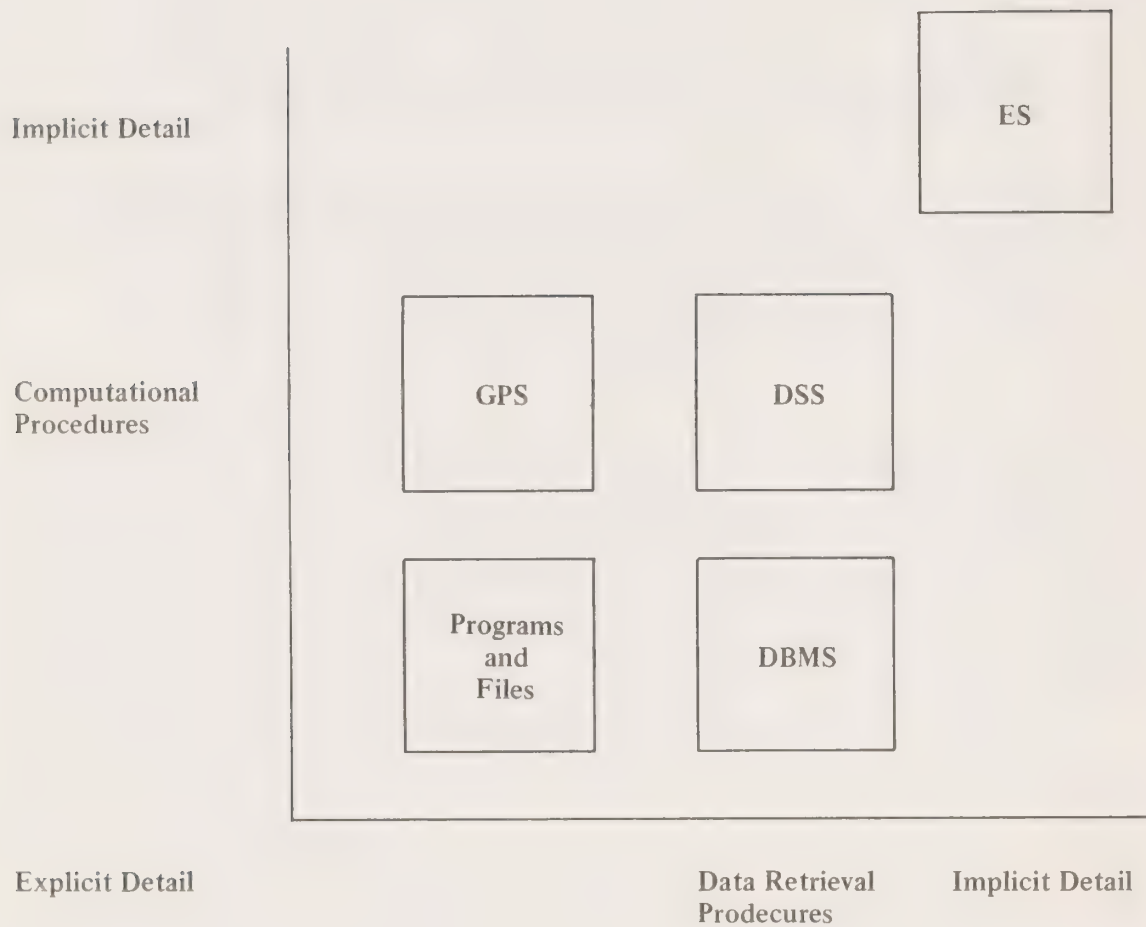 ES
Implicit Detail
GPS
DSS
Computational
Procedures
Programs
and
Files
DBMS
Explicit Detail
Data Retrieval
Prodecures
Implicit Detail